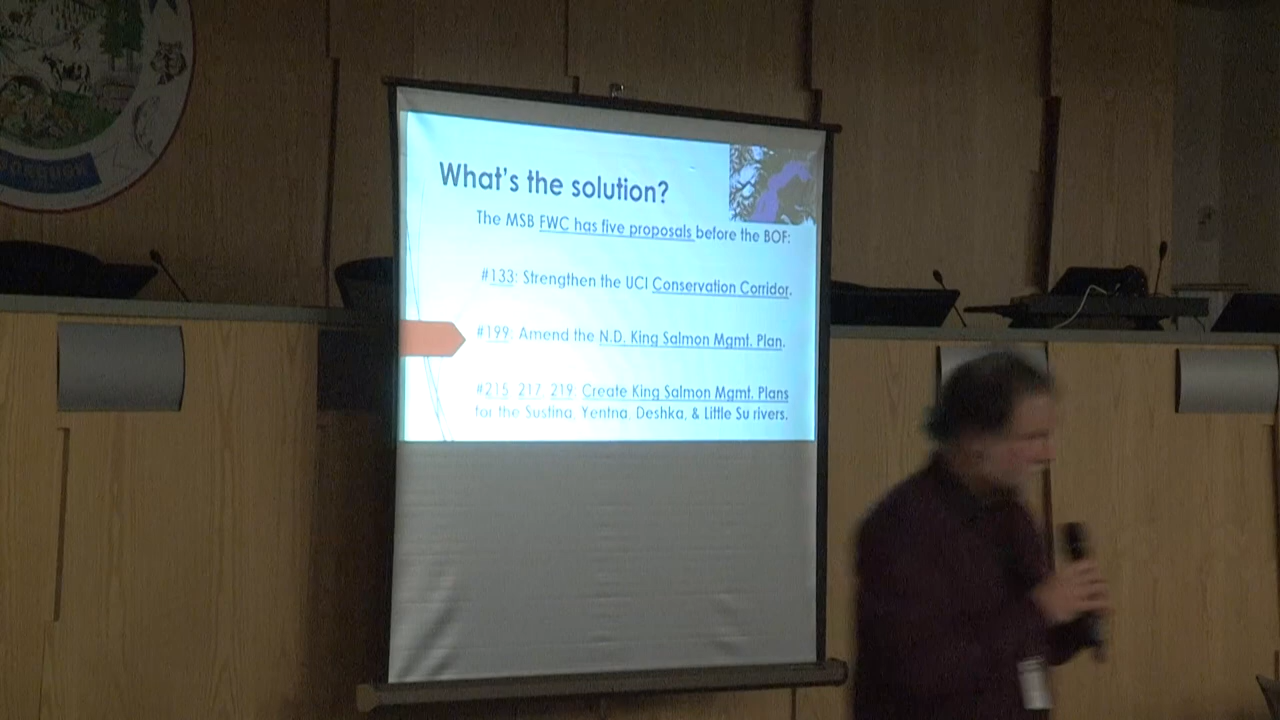 BOROUGH
What's the solution?
The MSB FWC has five proposals before the BOF:
#133: Strengthen the UCI Conservation Corridor.
#199: Amend the N.D. King Salmon Mgmt. Plan.
#215, 217, 219: Create King Salmon Mgmt. Plans
for the Susitna, Yentna, Deshka, & Little Su rivers.